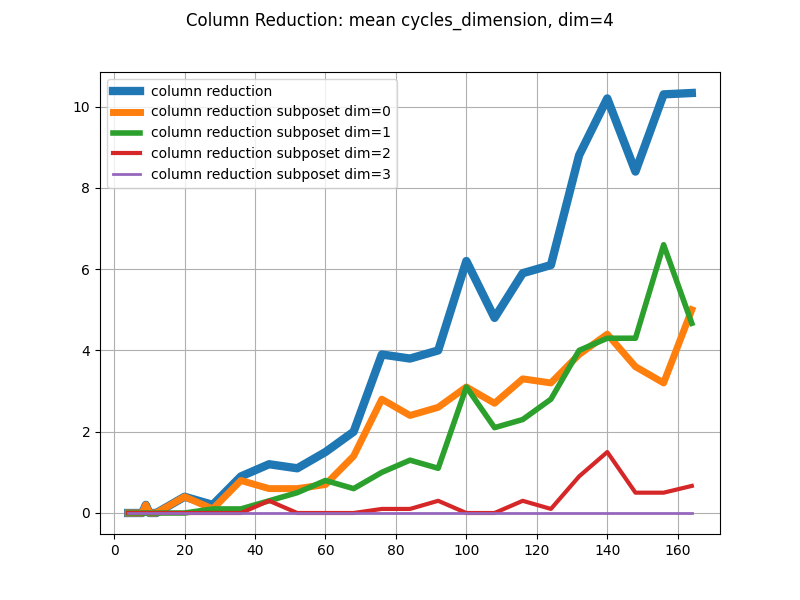 Column Reduction: mean cycles_dimension, dim=4
column reduction
column reduction subposet dim=0
column reduction subposet dim=1
column reduction subposet dim=2
column reduction subposet dim=3
10
8
6
4
2
0
0 20 40 60 80 100 120 140 160